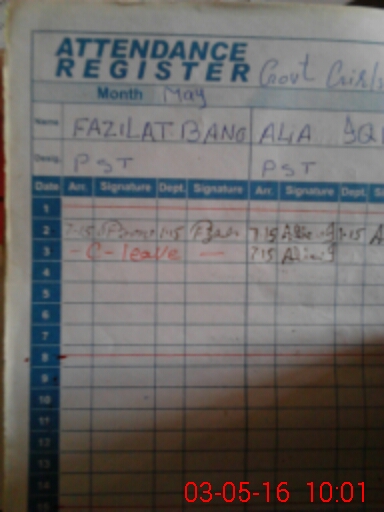 ATTENDANCE
REGISTER Govt
Month May
Name FAZILAT BANO ALIA
Desig. PST PST
Date Arr. Signature Dept. Signature Arr. Signature Dept.
1
2 7-15 1-15 7 15 1-15
3 - C - leave - 7 15
4
5
6
7
8
9
10
11
12
13
14
15
03-05-16 10:01